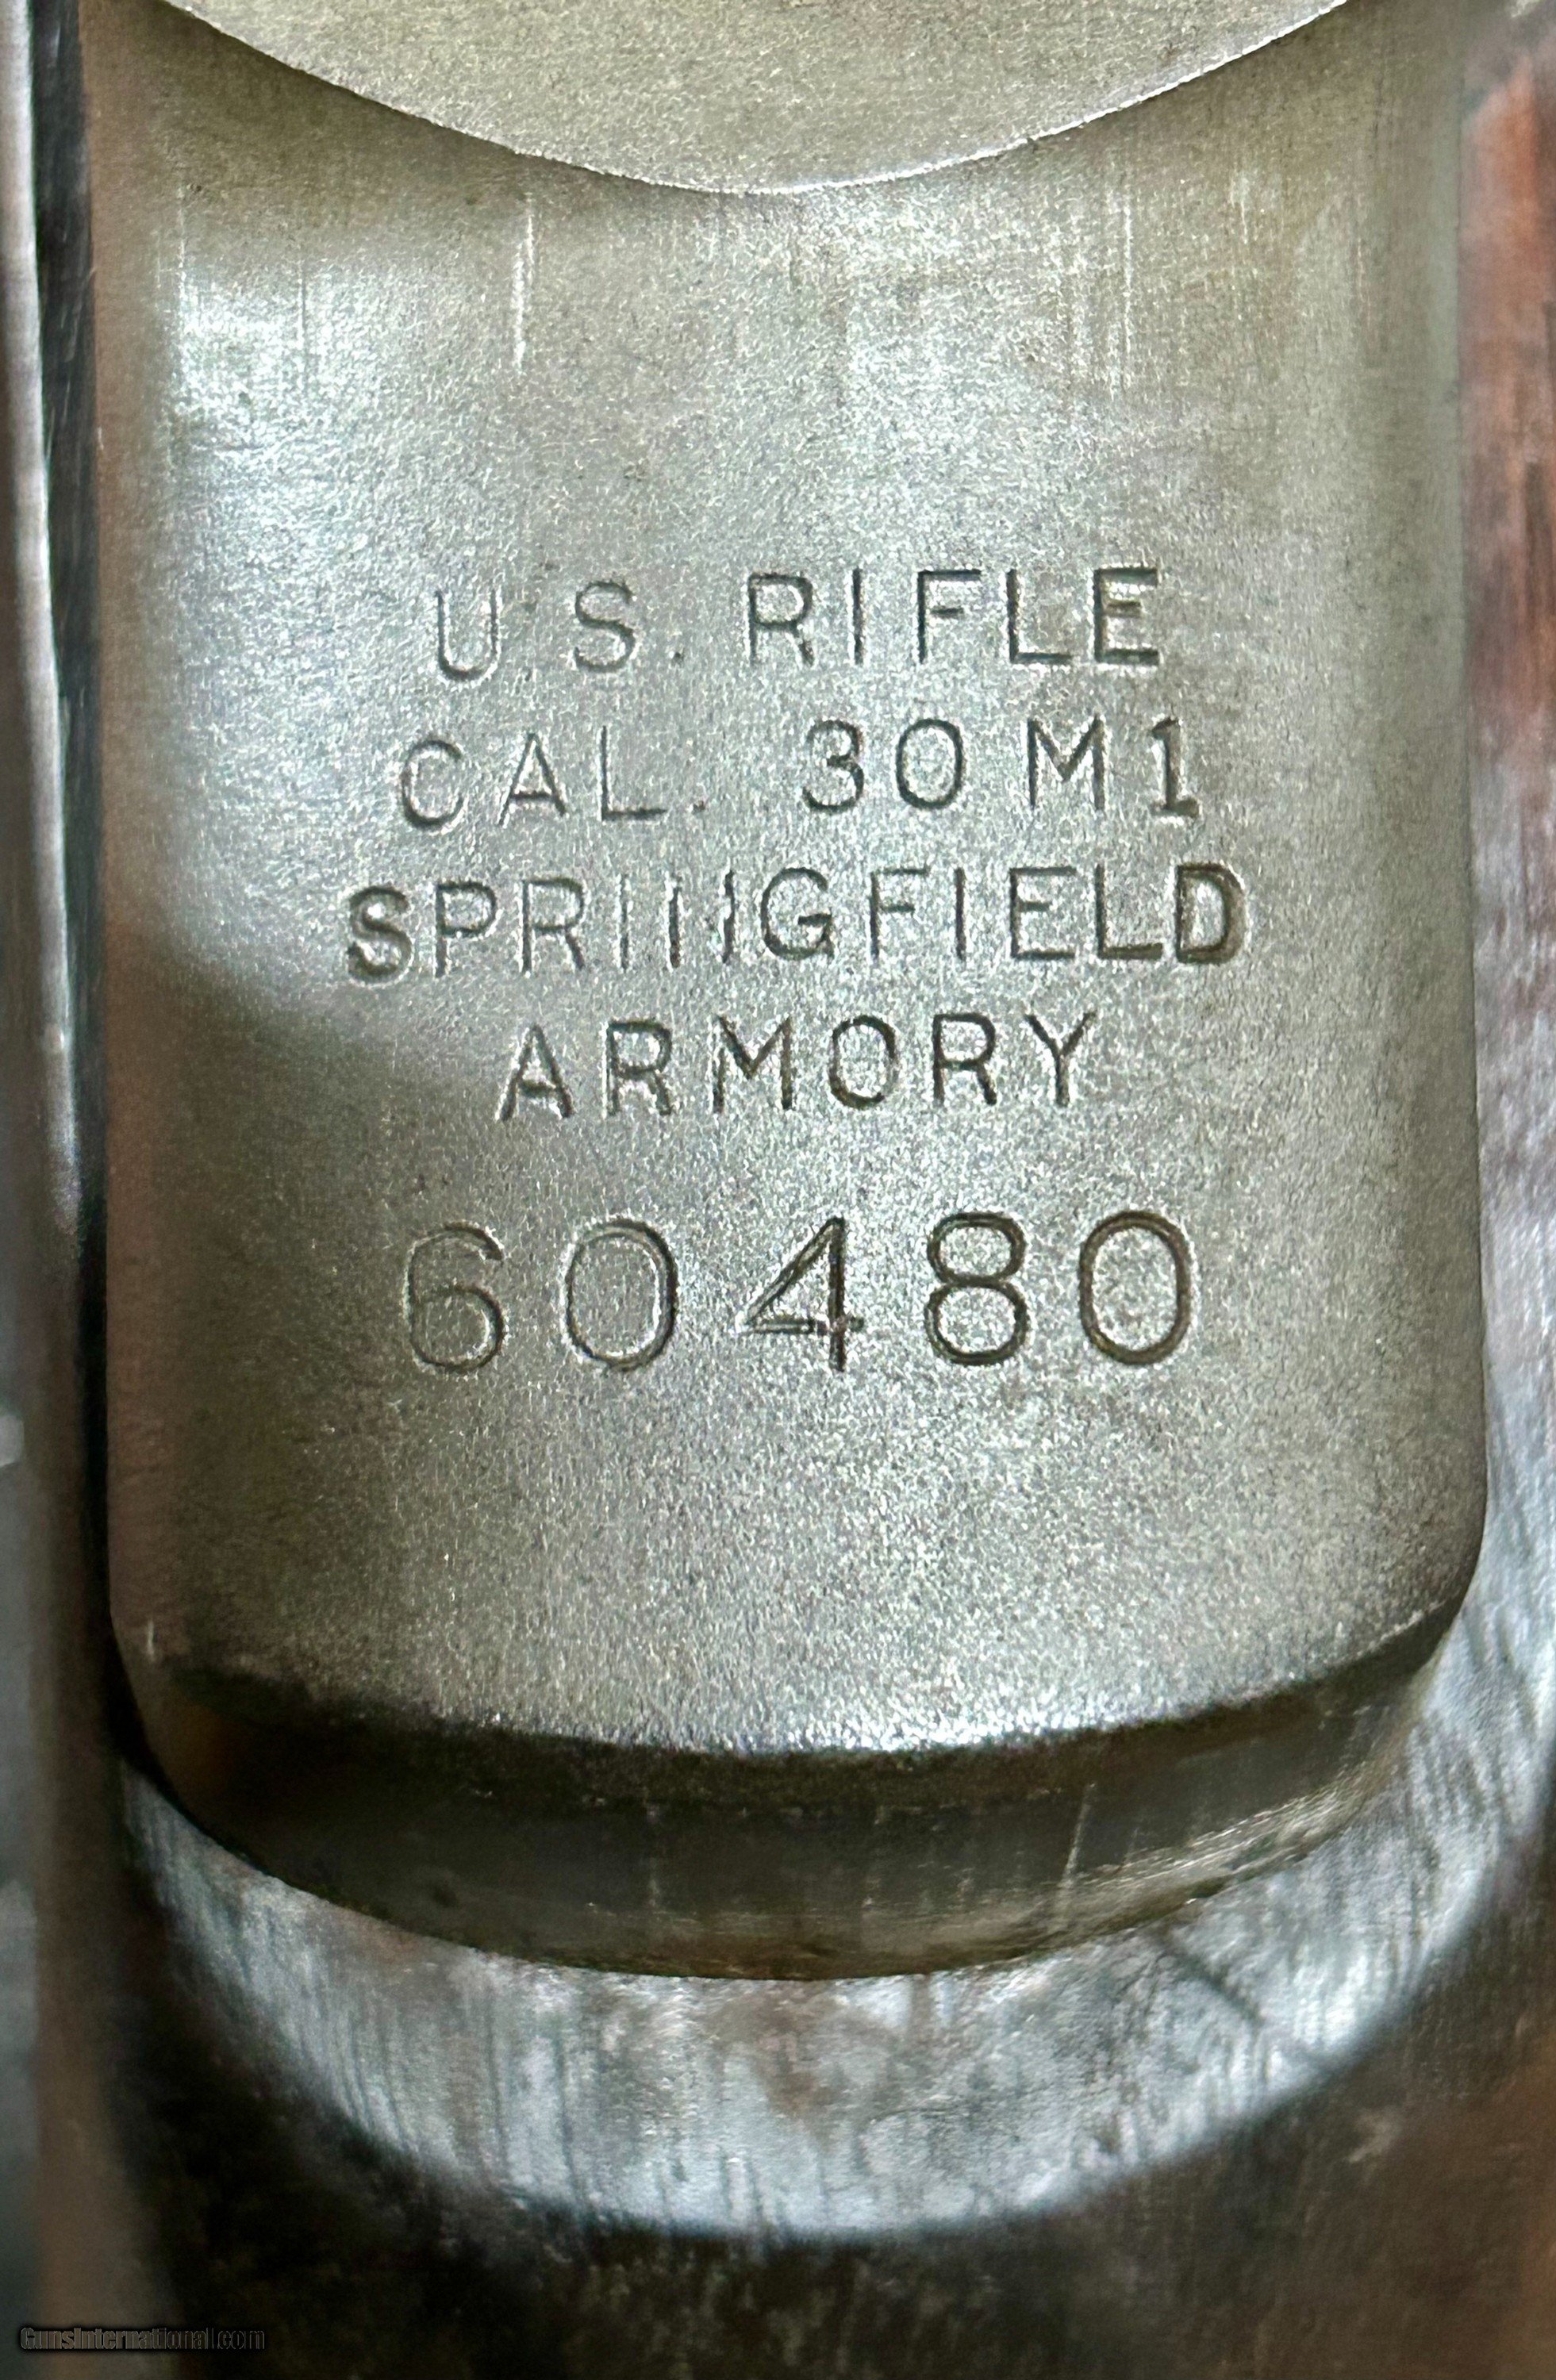 U.S. RIFLE
CAL. 30 M1
SPRINGFIELD
ARMORY
60480
GunsInternational.com